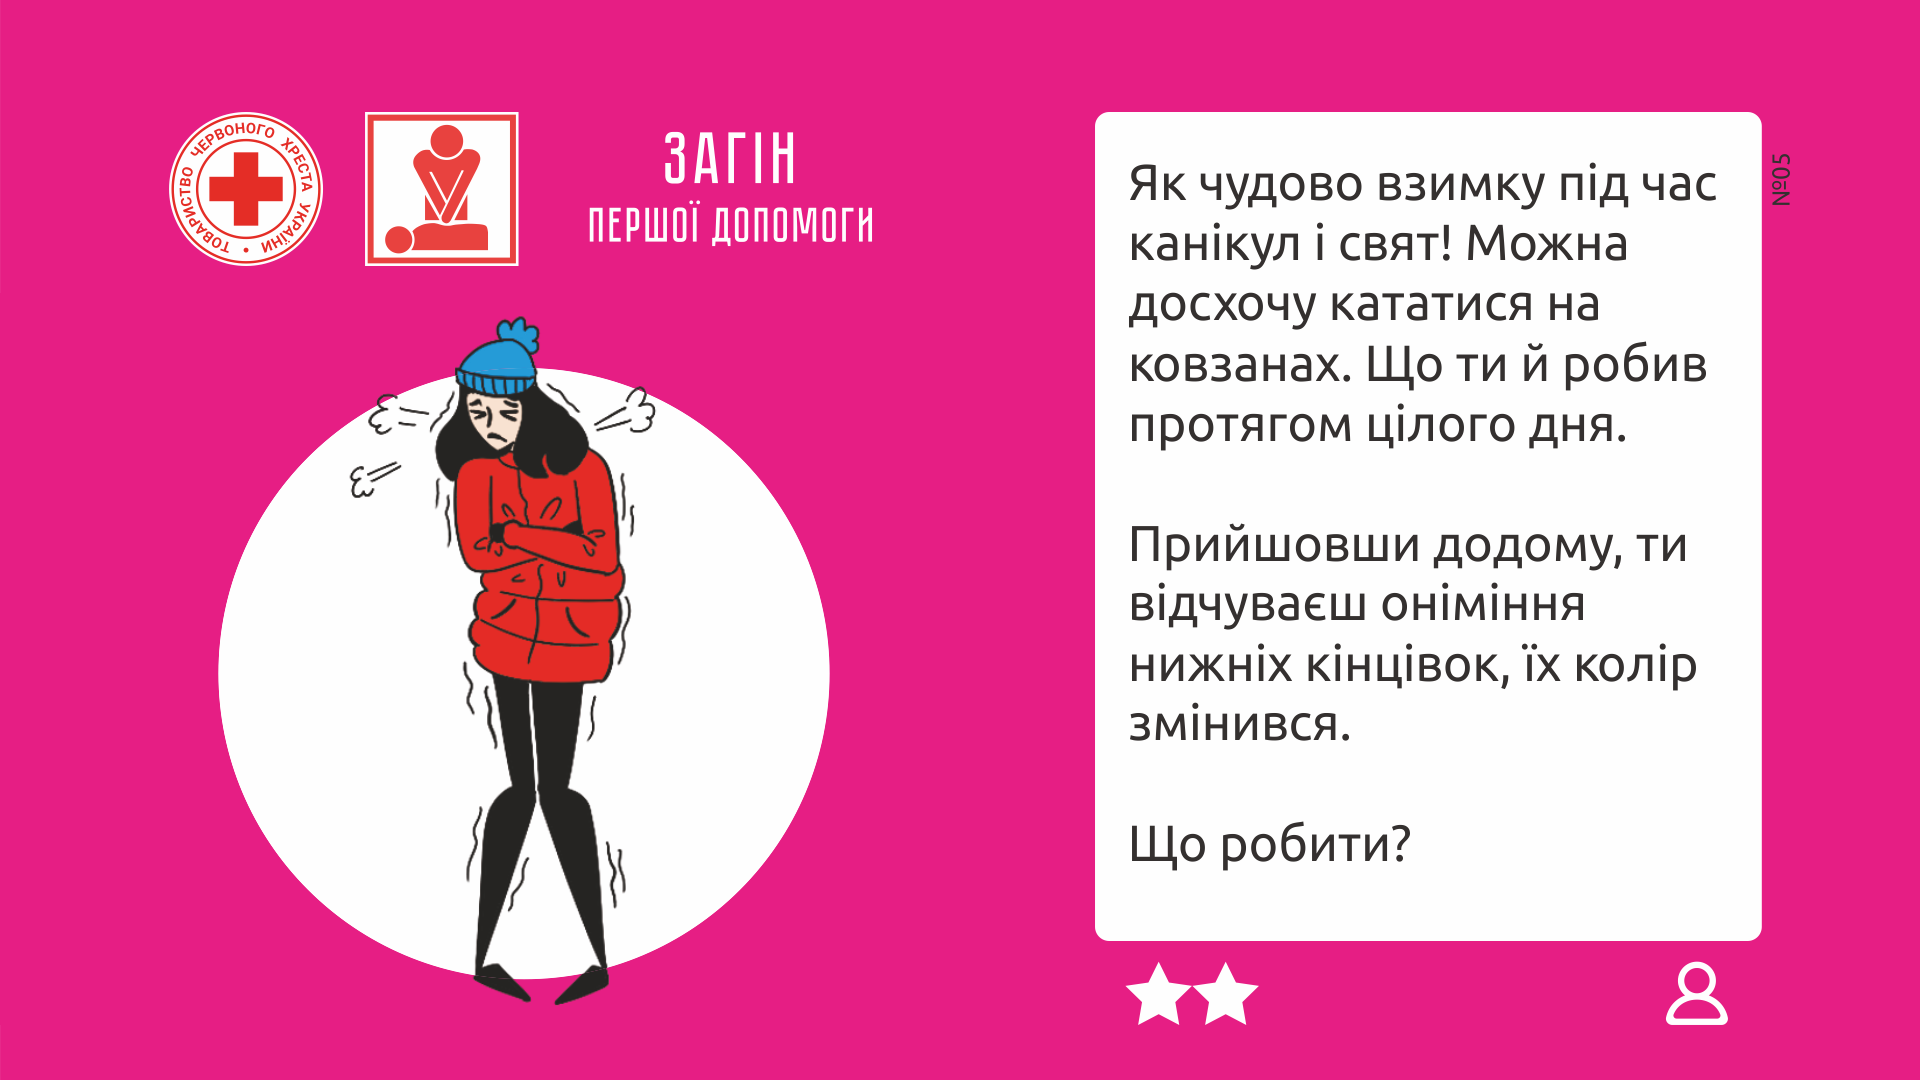 ТОВАРИСТВО ЧЕРВОНОГО ХРЕСТА УКРАЇНИ
ЗАГІН
ПЕРШОЇ ДОПОМОГИ
Як чудово взимку під час
канікул і свят! Можна
досхочу кататися на
ковзанах. Що ти й робив
протягом цілого дня.
Прийшовши додому, ти
відчуваєш оніміння
нижніх кінцівок, їх колір
змінився.
Що робити?
№05